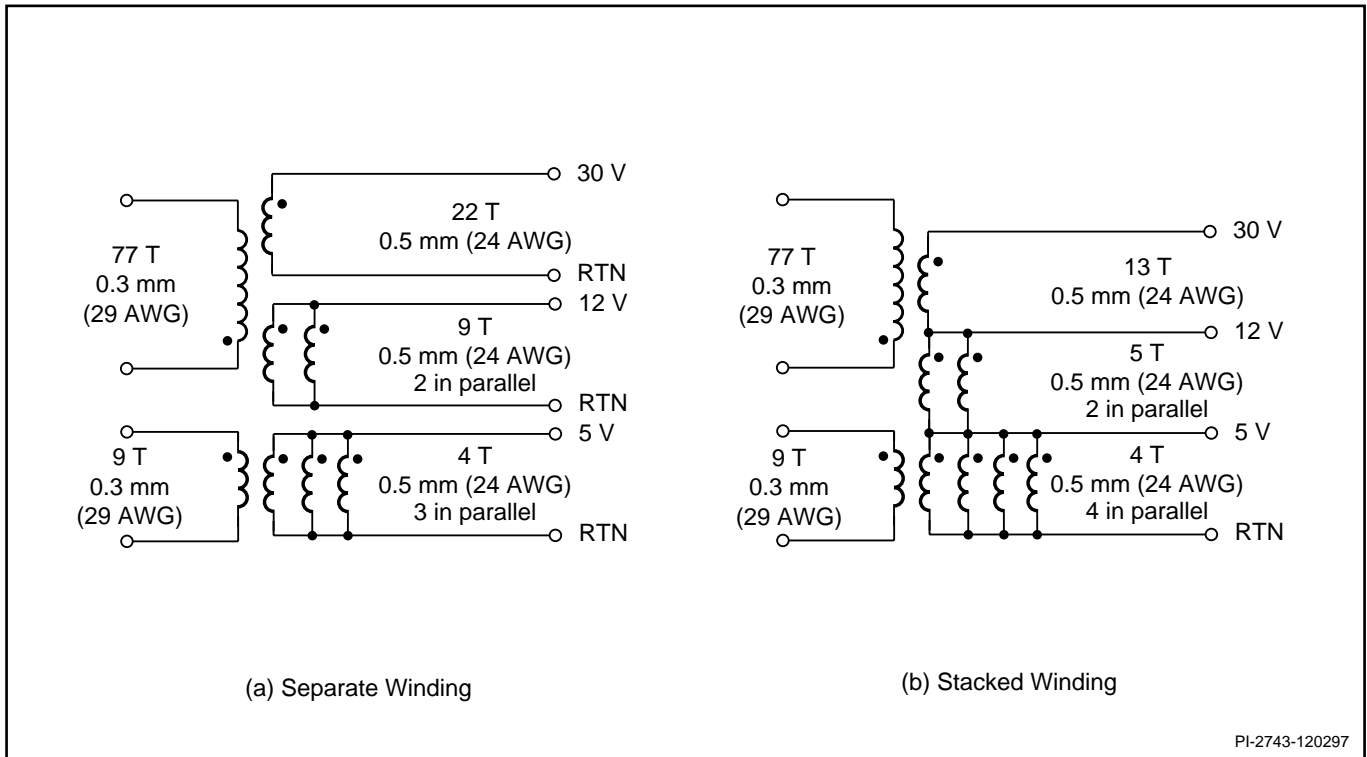 77 T
0.3 mm
(29 AWG)
9 T
0.3 mm
(29 AWG)
30 V
22 T
0.5 mm (24 AWG)
RTN
12 V
9 T
0.5 mm (24 AWG)
2 in parallel
RTN
5 V
4 T
0.5 mm (24 AWG)
3 in parallel
RTN
(a) Separate Winding
77 T
0.3 mm
(29 AWG)
9 T
0.3 mm
(29 AWG)
30 V
13 T
0.5 mm (24 AWG)
12 V
5 T
0.5 mm (24 AWG)
2 in parallel
5 V
4 T
0.5 mm (24 AWG)
4 in parallel
RTN
(b) Stacked Winding
PI-2743-120297